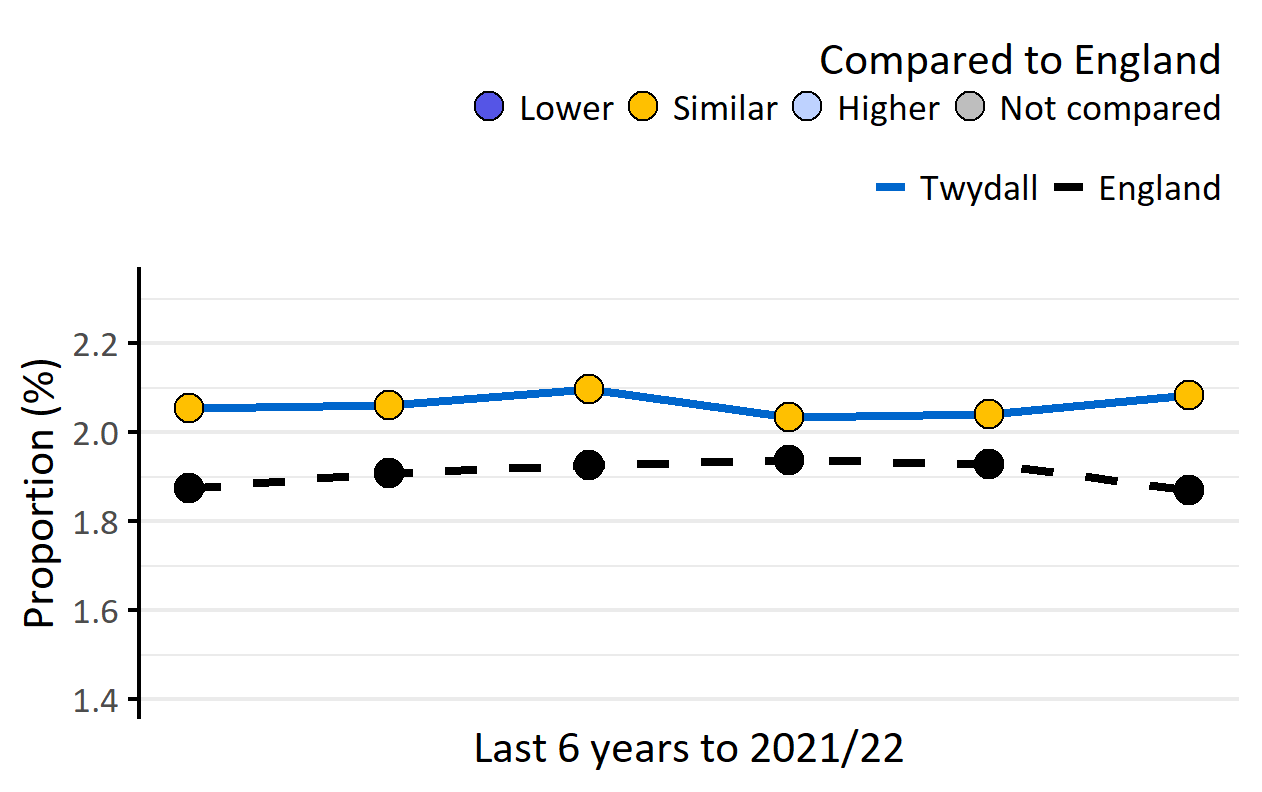 Compared to England
Lower Similar Higher Not compared
Twydall England
Proportion (%)
2.2
2.0
1.8
1.6
1.4
Last 6 years to 2021/22